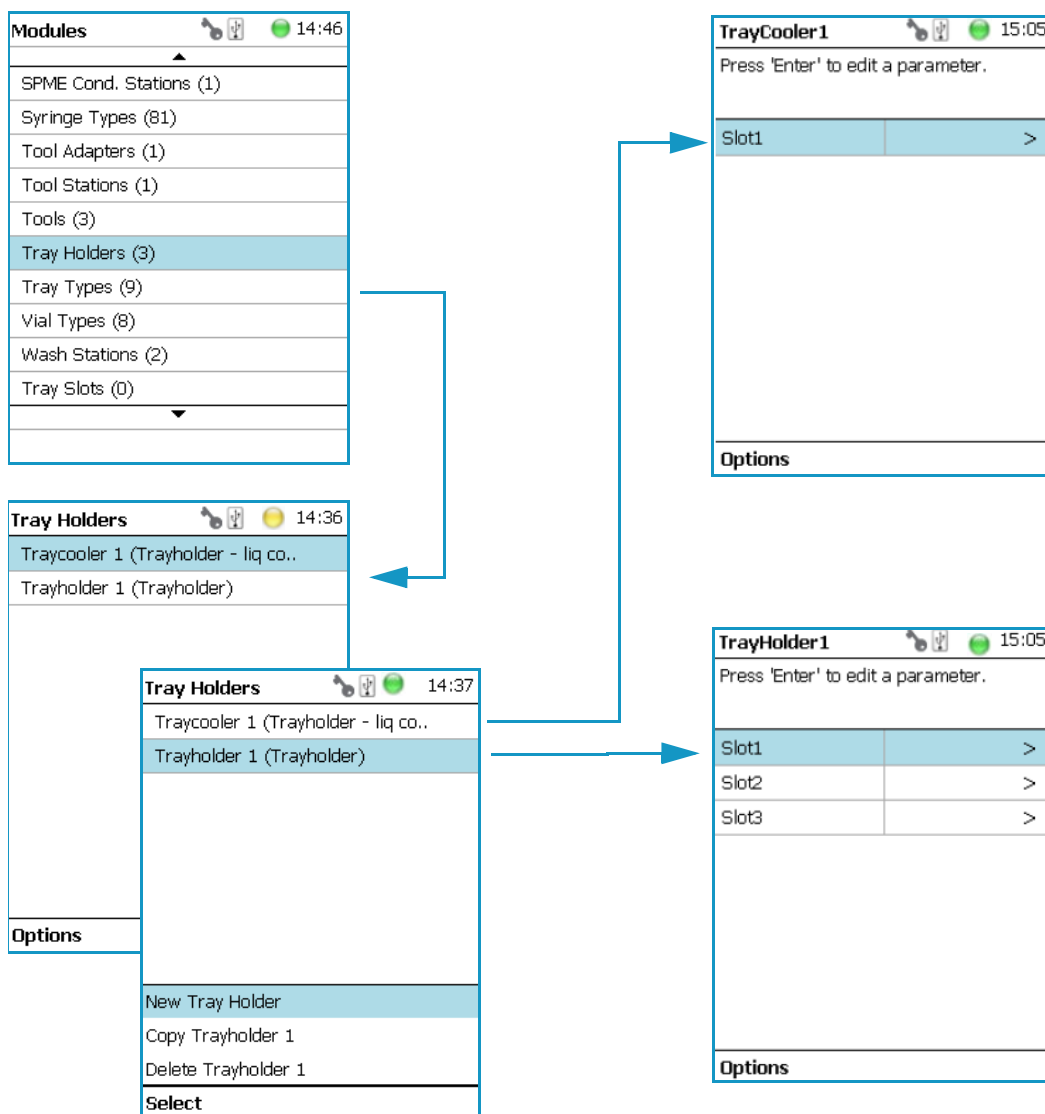 Modules 14:46
SPME Cond. Stations (1)
Syringe Types (81)
Tool Adapters (1)
Tool Stations (1)
Tools (3)
Tray Holders (3)
Tray Types (9)
Vial Types (8)
Wash Stations (2)
Tray Slots (0)
Tray Holders 14:36
Traycooler 1 (Trayholder - liq co..
Trayholder 1 (Trayholder)
Options
Tray Holders 14:37
Traycooler 1 (Trayholder - liq co..
Trayholder 1 (Trayholder)
New Tray Holder
Copy Trayholder 1
Delete Trayholder 1
Select
TrayCooler1 15:05
Press 'Enter' to edit a parameter.
Slot1 >
Options
TrayHolder1 15:05
Press 'Enter' to edit a parameter.
Slot1 >
Slot2 >
Slot3 >
Options